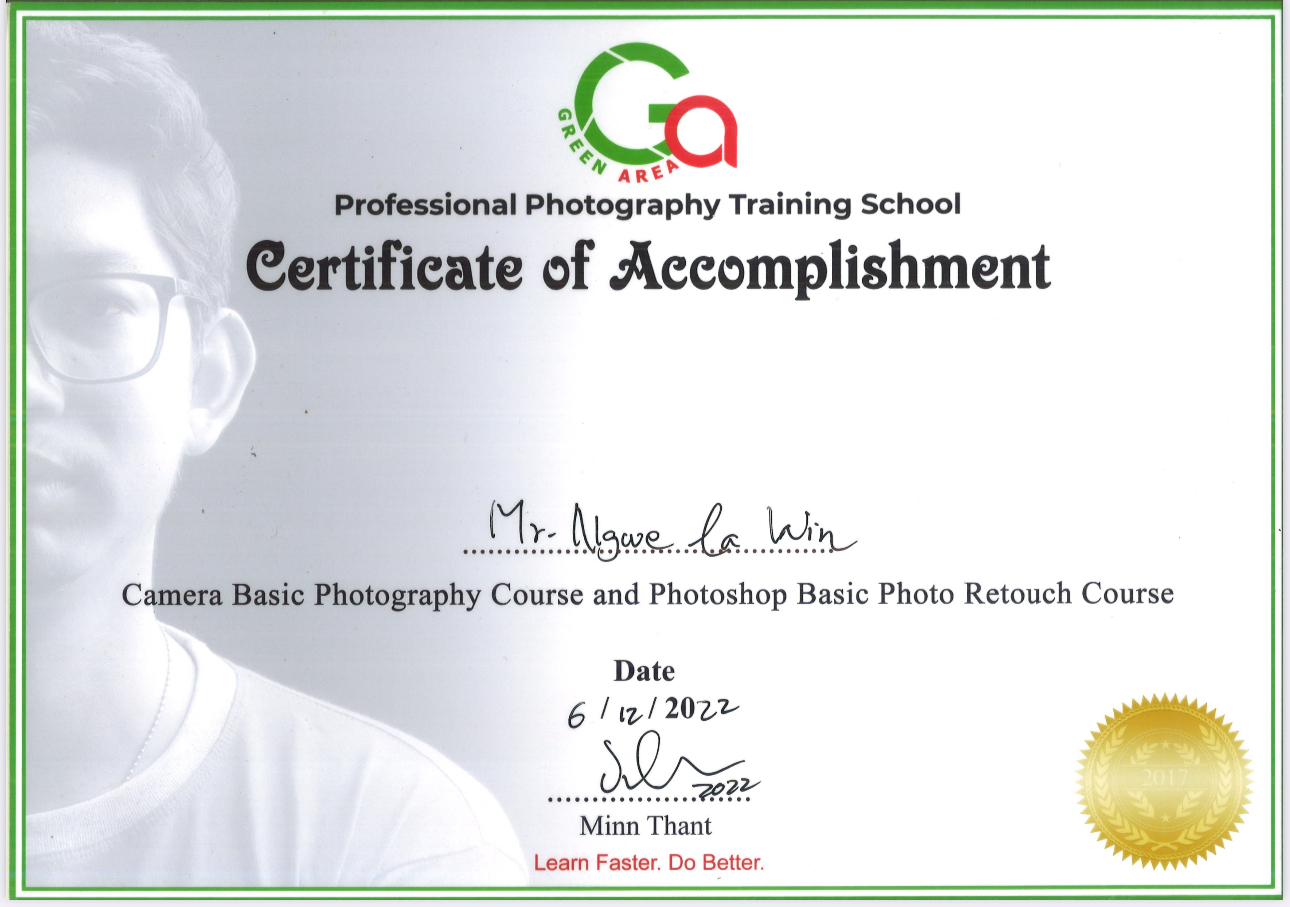 Ga
GREEN AREA
Professional Photography Training School
Certificate of Accomplishment
Mr. Ngwe La Win
Camera Basic Photography Course and Photoshop Basic Photo Retouch Course
Date
6 / 12 / 2022
2022
Minn Thant
Learn Faster. Do Better.
2017